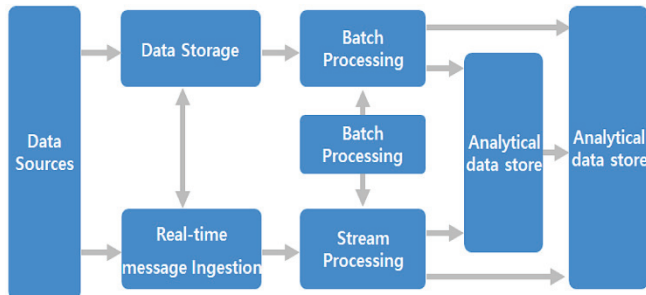 Data
Sources
Data Storage
Real-time
message Ingestion
Batch
Processing
Batch
Processing
Stream
Processing
Analytical
data store
Analytical
data store